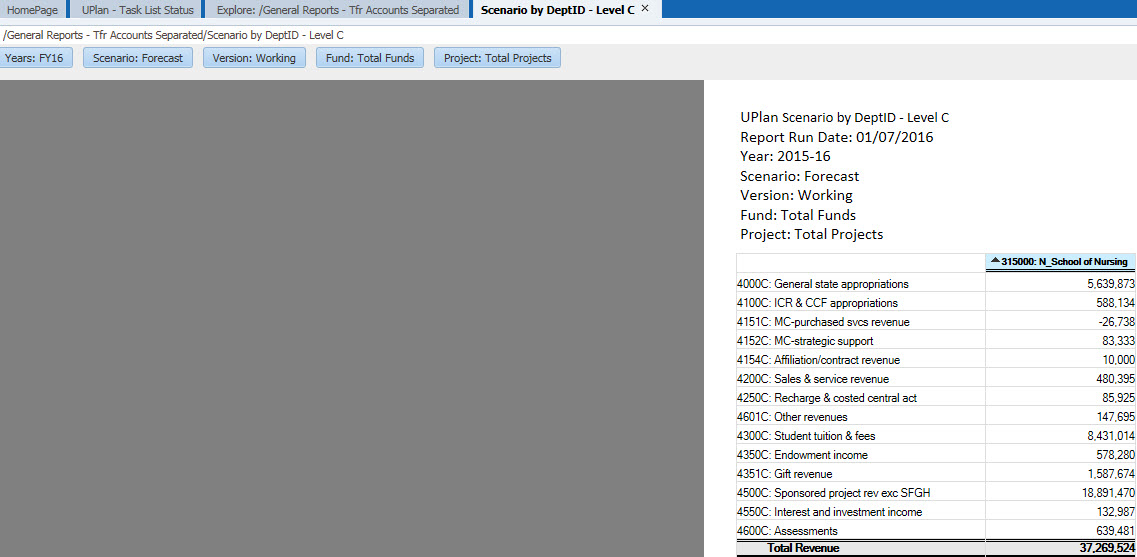 HomePage UPlan - Task List Status Explore: /General Reports - Tfr Accounts Separated Scenario by DeptID - Level C ×
/General Reports - Tfr Accounts Separated/Scenario by DeptID - Level C
Years: FY16 Scenario: Forecast Version: Working Fund: Total Funds Project: Total Projects
UPlan Scenario by DeptID - Level C
Report Run Date: 01/07/2016
Year: 2015-16
Scenario: Forecast
Version: Working
Fund: Total Funds
Project: Total Projects
315000: N_School of Nursing
4000C: General state appropriations 5,639,873
4100C: ICR & CCF appropriations 588,134
4151C: MC-purchased svcs revenue -26,738
4152C: MC-strategic support 83,333
4154C: Affiliation/contract revenue 10,000
4200C: Sales & service revenue 480,395
4250C: Recharge & costed central act 85,925
4601C: Other revenues 147,695
4300C: Student tuition & fees 8,431,014
4350C: Endowment income 578,280
4351C: Gift revenue 1,587,674
4500C: Sponsored project rev exc SFGH 18,891,470
4550C: Interest and investment income 132,987
4600C: Assessments 639,481
Total Revenue 37,269,524